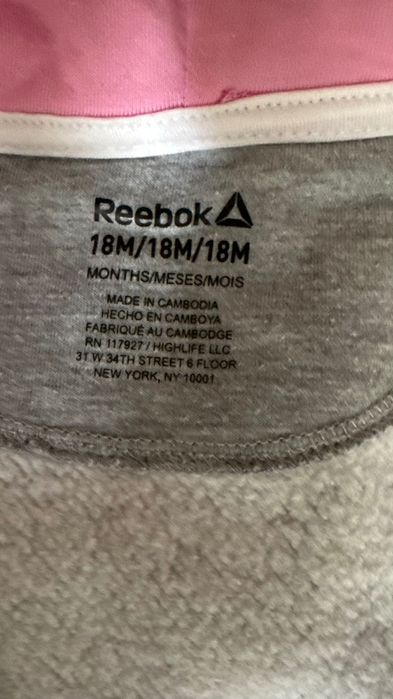 Reebok
18M/18M/18M
MONTHS/MESES/MOIS
MADE IN CAMBODIA
HECHO EN CAMBOYA
FABRIQUÉ AU CAMBODGE
RN 117927 / HIGHLIFE LLC
31 W 34TH STREET 6 FLOOR
NEW YORK, NY 10001